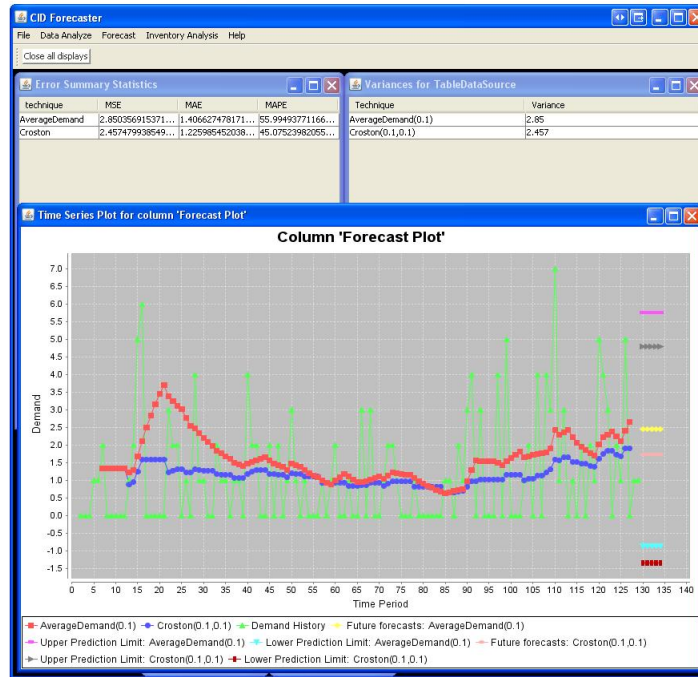 CID Forecaster
File Data Analyze Forecast Inventory Analysis Help
Close all displays
Error Summary Statistics
technique MSE MAE MAPE
AverageDemand 2.850356915371... 1.406627478171... 55.99493771166...
Croston 2.457479938549... 1.225985452038... 45.07523982055...
Variances for TableDataSource
Technique Variance
AverageDemand(0.1) 2.85
Croston(0.1,0.1) 2.457
Time Series Plot for column 'Forecast Plot'
Column 'Forecast Plot'
Demand
7.0
6.5
6.0
5.5
5.0
4.5
4.0
3.5
3.0
2.5
2.0
1.5
1.0
0.5
0.0
-0.5
-1.0
-1.5
0 5 10 15 20 25 30 35 40 45 50 55 60 65 70 75 80 85 90 95 100 105 110 115 120 125 130 135 140
Time Period
AverageDemand(0.1) Croston(0.1,0.1) Demand History Future forecasts: AverageDemand(0.1)
Upper Prediction Limit: AverageDemand(0.1) Lower Prediction Limit: AverageDemand(0.1) Future forecasts: Croston(0.1,0.1)
Upper Prediction Limit: Croston(0.1,0.1) Lower Prediction Limit: Croston(0.1,0.1)